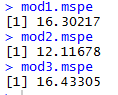 > mod1.mspe
[1] 16.30217
> mod2.mspe
[1] 12.11678
> mod3.mspe
[1] 16.43305